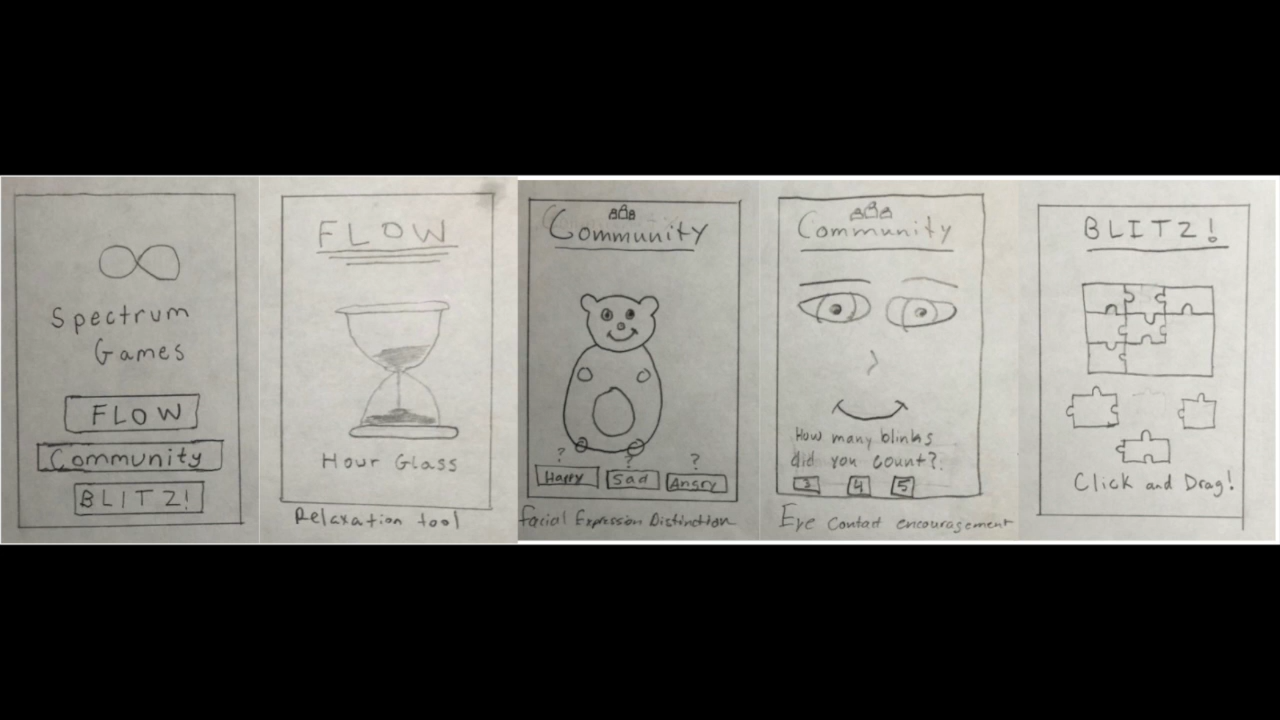 Spectrum
Games
FLOW
Community
BLITZ!
FLOW
Hour Glass
Relaxation tool
Community
? ? ?
Happy Sad Angry
Facial Expression Distinction
Community
How many blinks
did you count?
3 4 5
Eye Contact encouragement
BLITZ!
Click and Drag!